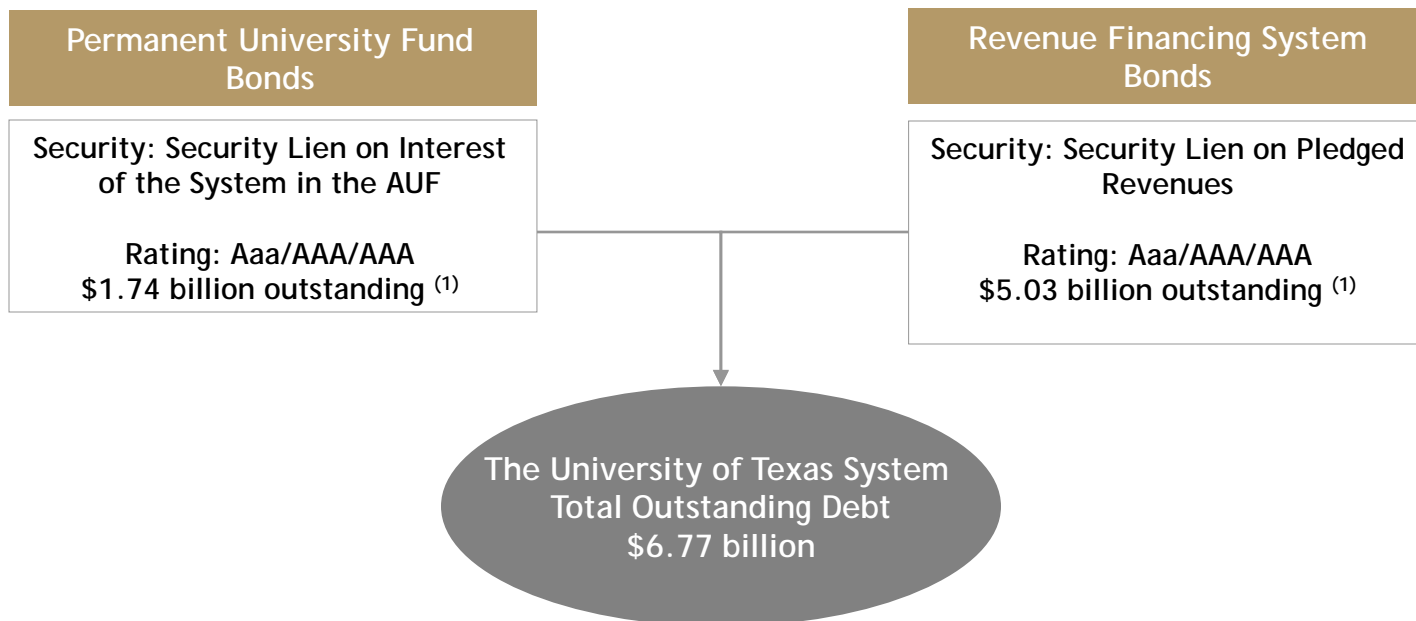 Permanent University Fund
Bonds
Security: Security Lien on Interest
of the System in the AUF
Rating: Aaa/AAA/AAA
$1.74 billion outstanding (1)
Revenue Financing System
Bonds
Security: Security Lien on Pledged
Revenues
Rating: Aaa/AAA/AAA
$5.03 billion outstanding (1)
The University of Texas System
Total Outstanding Debt
$6.77 billion